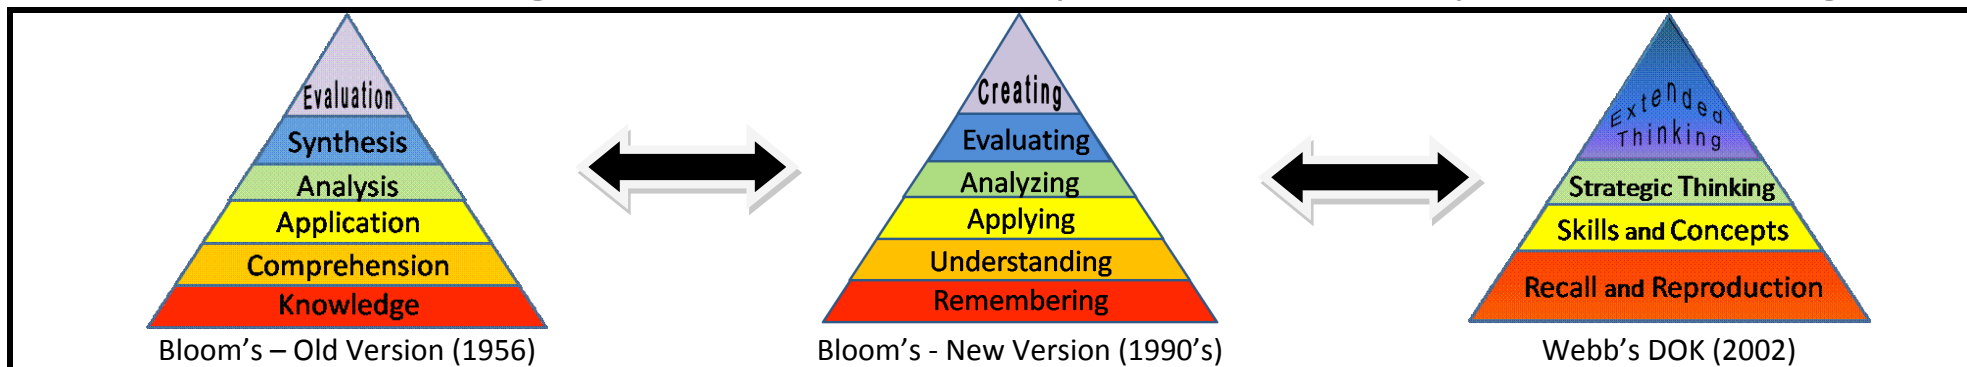 Evaluation
Synthesis
Analysis
Application
Comprehension
Knowledge
Bloom's – Old Version (1956)
Creating
Evaluating
Analyzing
Applying
Understanding
Remembering
Bloom's - New Version (1990's)
Extended
Thinking
Strategic Thinking
Skills and Concepts
Recall and Reproduction
Webb's DOK (2002)